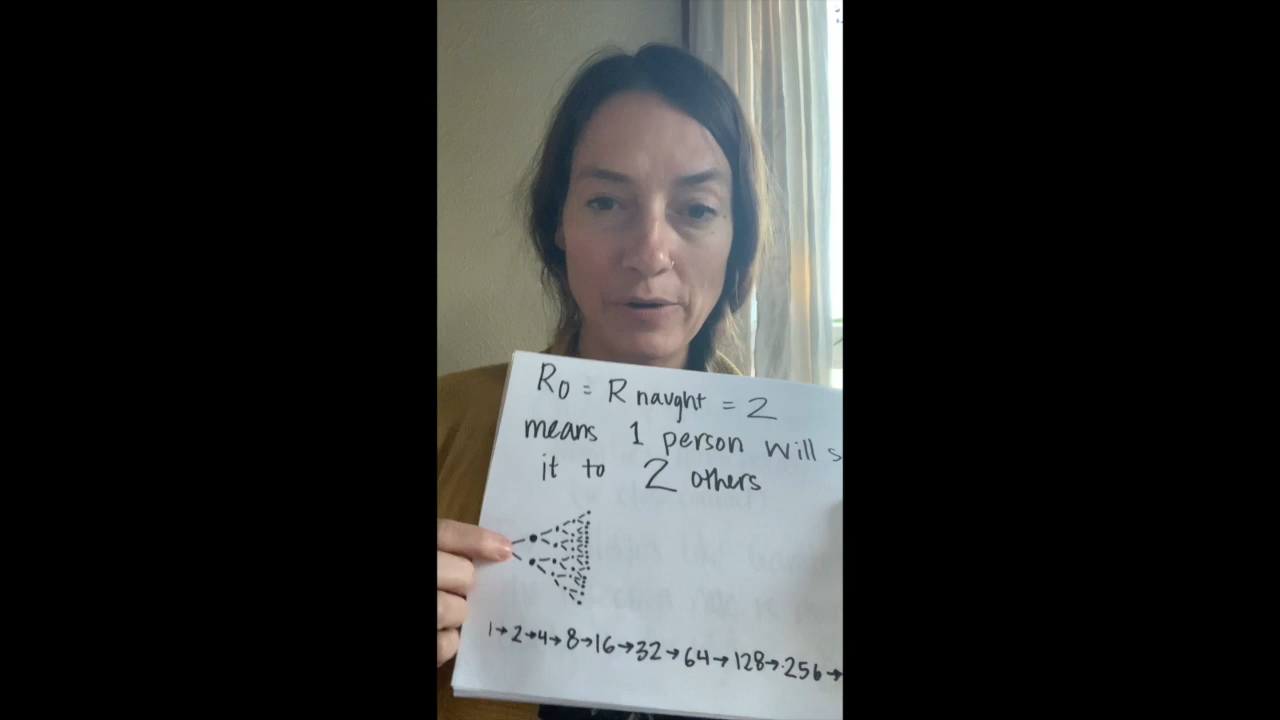 R0 = R naught = 2
means 1 person will s
it to 2 others
1→2→4→8→16→32→64→128→256→